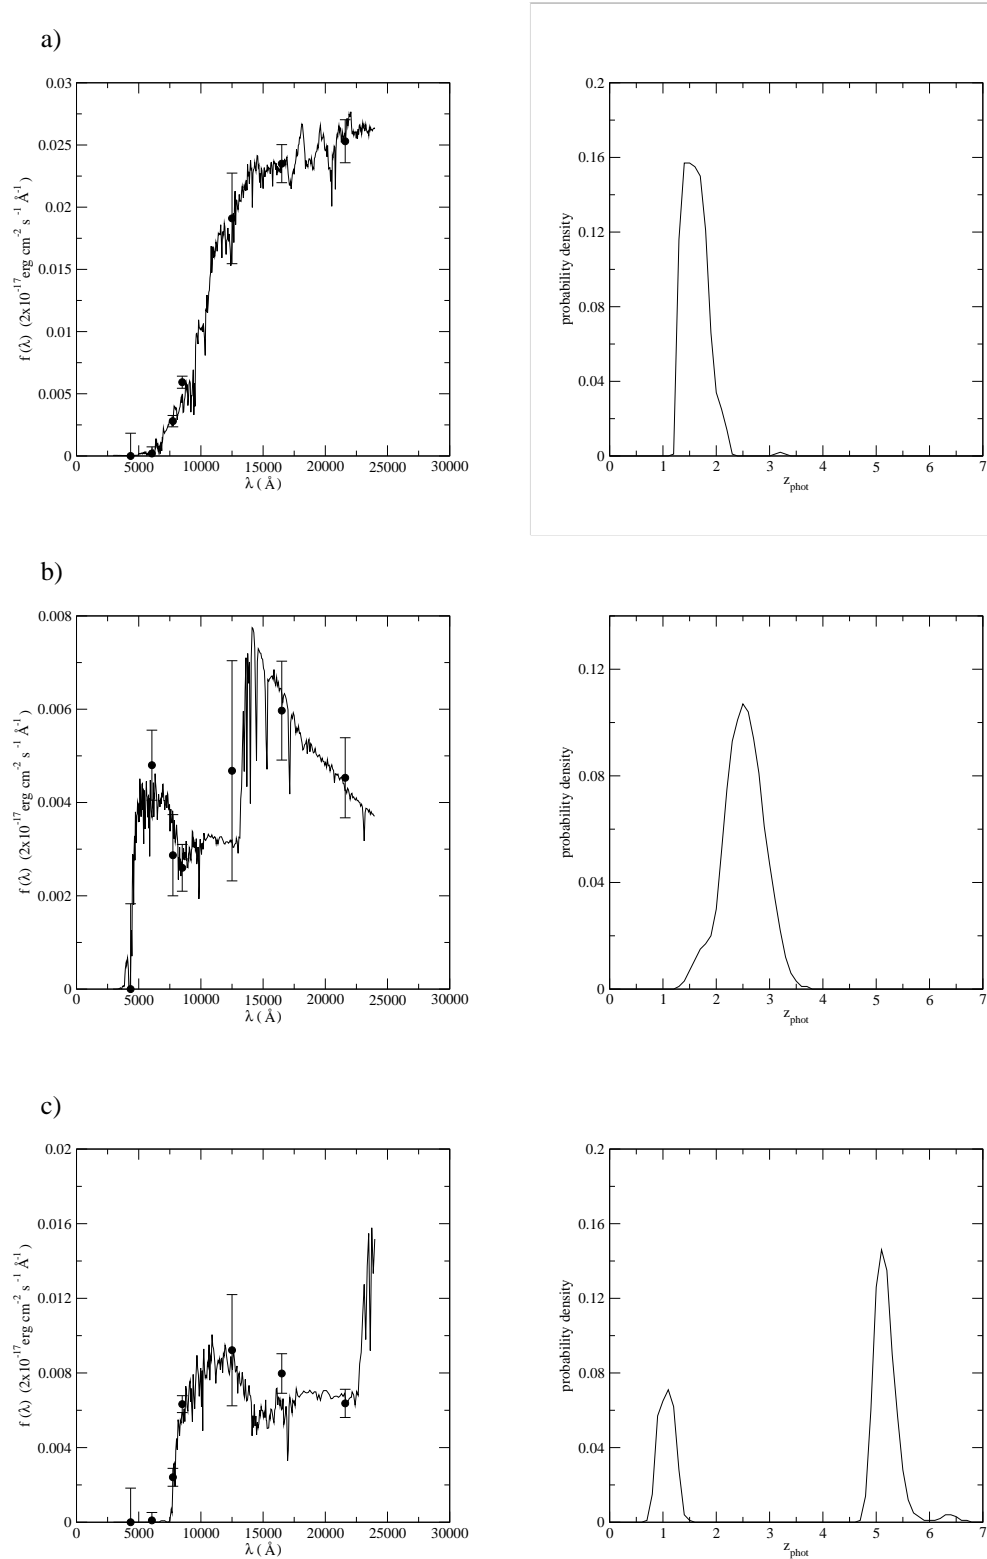 a)
0.03
0.025
0.02
0.015
0.01
0.005
0
f (λ) (2x10-17 erg cm-2 s-1 Å-1)
0 5000 10000 15000 20000 25000 30000
λ (Å)
0.2
0.16
0.12
0.08
0.04
0
probability density
0 1 2 3 4 5 6 7
zphot
b)
0.008
0.006
0.004
0.002
0
f (λ) (2x10-17 erg cm-2 s-1 Å-1)
0 5000 10000 15000 20000 25000 30000
λ (Å)
0.12
0.08
0.04
0
probability density
0 1 2 3 4 5 6 7
zphot
c)
0.02
0.016
0.012
0.008
0.004
0
f (λ) (2x10-17 erg cm-2 s-1 Å-1)
0 5000 10000 15000 20000 25000 30000
λ (Å)
0.2
0.16
0.12
0.08
0.04
0
probability density
0 1 2 3 4 5 6 7
zphot